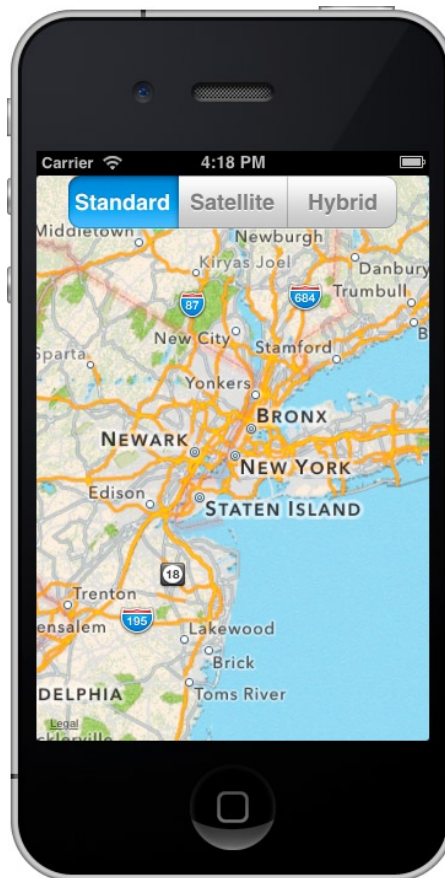 Carrier 4:18 PM
Standard Satellite Hybrid
Middletown
Newburgh
Kiryas Joel
Danbury
87
684
Trumbull
New City
B
Stamford
Sparta
Yonkers
BRONX
NEWARK
NEW YORK
Edison
STATEN ISLAND
18
Trenton
195
ensalem
Lakewood
Brick
DELPHIA
Toms River
Legal
cklerville